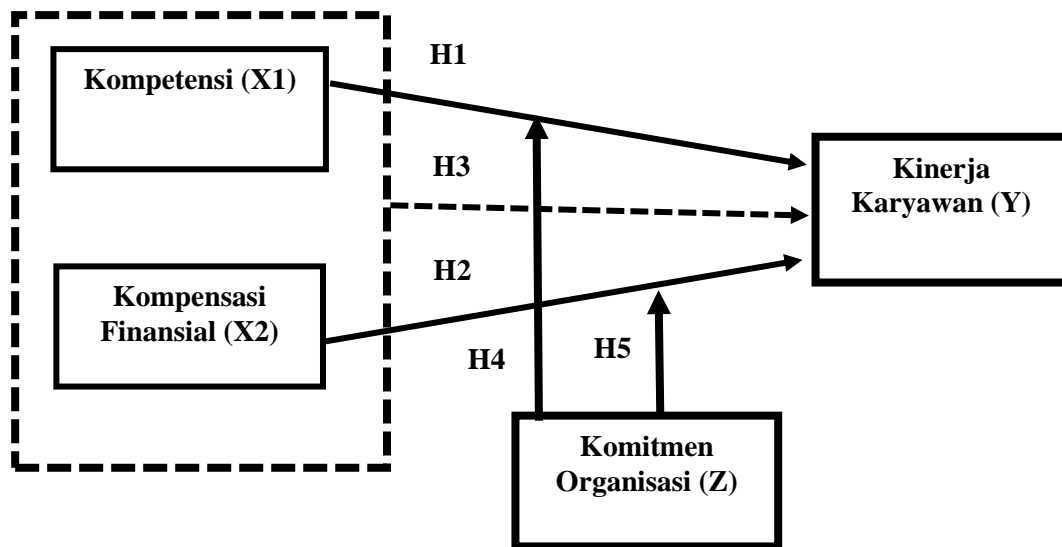 H1
Kompetensi (X1)
Kinerja
Karyawan (Y)
H3
H2
Kompensasi
Finansial (X2)
H4
H5
Komitmen
Organisasi (Z)